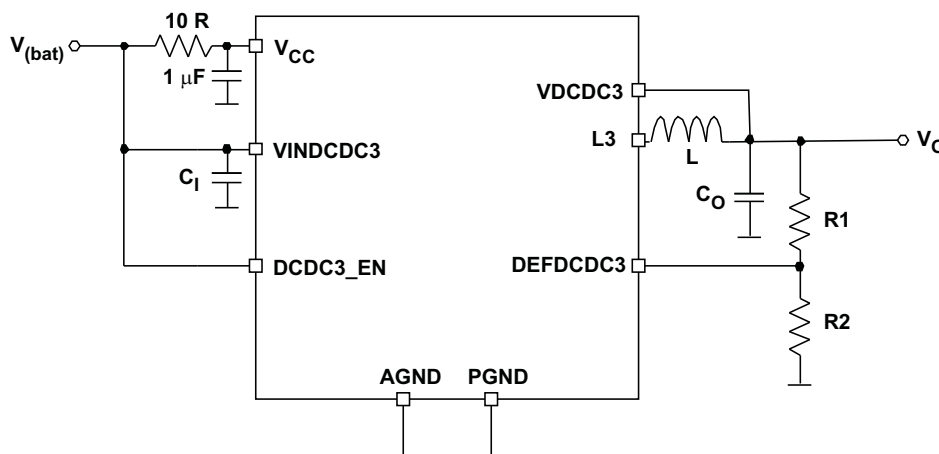 10 R
V(bat)
VCC
1 μF
VDCDC3
L3
L
VO
VINDCDC3
CI
CO
R1
DCDC3_EN
DEFDCDC3
R2
AGND
PGND